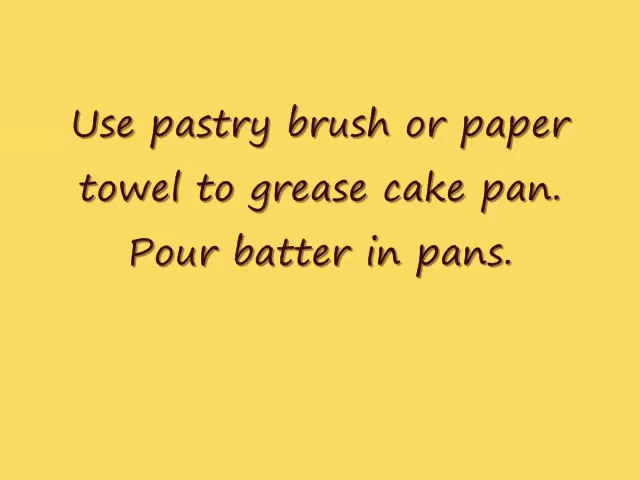 Use pastry brush or paper
towel to grease cake pan.
Pour batter in pans.